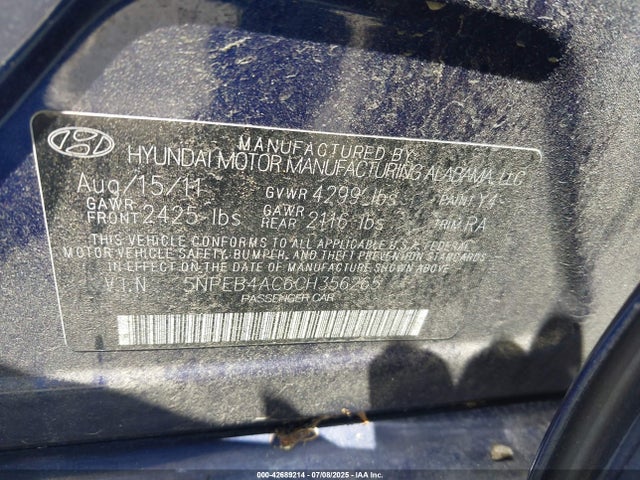 MANUFACTURED BY
HYUNDAI MOTOR MANUFACTURING ALABAMA, LLC
Aug/15/11 GVWR 4299 lbs PAINT Y4
GAWR FRONT 2425 lbs GAWR REAR 2116 lbs TRIM RA
THIS VEHICLE CONFORMS TO ALL APPLICABLE U.S. FEDERAL
MOTOR VEHICLE SAFETY, BUMPER, AND THEFT PREVENTION STANDARDS
IN EFFECT ON THE DATE OF MANUFACTURE SHOWN ABOVE.
V I N 5NPEB4AC6CH356265
PASSENGER CAR
000-42689214 - 07/08/2025 - IAA Inc.